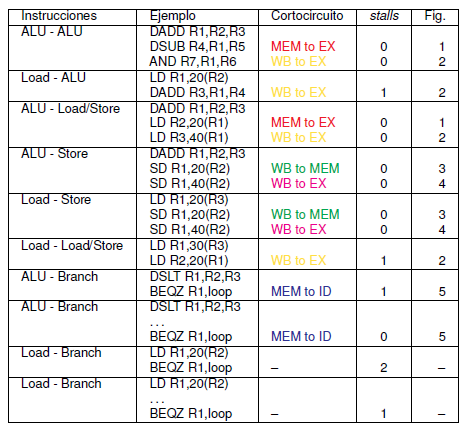 Instrucciones Ejemplo Cortocircuito stalls Fig.
ALU - ALU DADD R1,R2,R3
DSUB R4,R1,R5 MEM to EX 0 1
AND R7,R1,R6 WB to EX 0 2
Load - ALU LD R1,20(R2)
DADD R3,R1,R4 WB to EX 1 2
ALU - Load/Store DADD R1,R2,R3
LD R2,20(R1) MEM to EX 0 1
LD R3,40(R1) WB to EX 0 2
ALU - Store DADD R1,R2,R3
SD R1,20(R2) WB to MEM 0 3
SD R1,40(R2) WB to EX 0 4
Load - Store LD R1,20(R3)
SD R1,20(R2) WB to MEM 0 3
SD R1,40(R2) WB to EX 0 4
Load - Load/Store LD R1,30(R3)
LD R2,20(R1) WB to EX 1 2
ALU - Branch DSLT R1,R2,R3
BEQZ R1,loop MEM to ID 1 5
ALU - Branch DSLT R1,R2,R3
...
BEQZ R1,loop MEM to ID 0 5
Load - Branch LD R1,20(R2)
BEQZ R1,loop – 2 –
Load - Branch LD R1,20(R2)
...
BEQZ R1,loop – 1 –